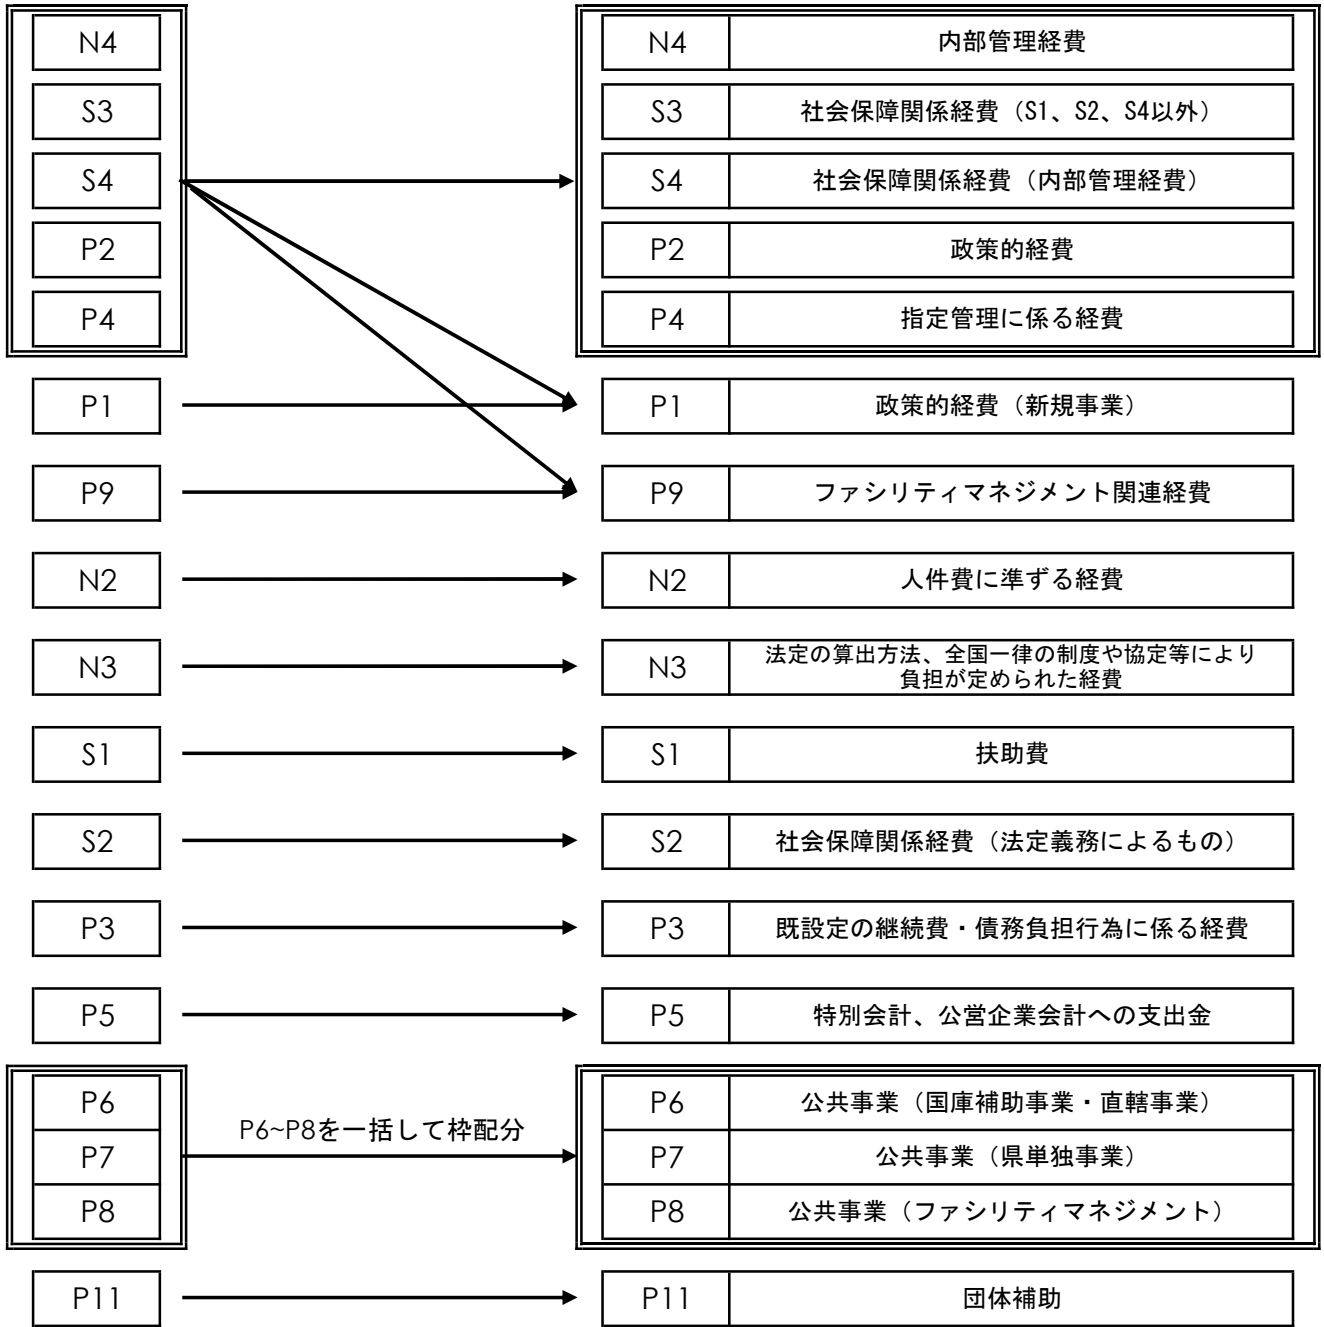 N4 N4 内部管理経費
S3 S3 社会保障関係経費（S1、S2、S4以外）
S4 S4 社会保障関係経費（内部管理経費）
P2 P2 政策的経費
P4 P4 指定管理に係る経費
P1 P1 政策的経費（新規事業）
P9 P9 ファシリティマネジメント関連経費
N2 N2 人件費に準ずる経費
N3 N3 法定の算出方法、全国一律の制度や協定等により
負担が定められた経費
S1 S1 扶助費
S2 S2 社会保障関係経費（法定義務によるもの）
P3 P3 既設定の継続費・債務負担行為に係る経費
P5 P5 特別会計、公営企業会計への支出金
P6 P6 公共事業（国庫補助事業・直轄事業）
P6~P8を一括して枠配分
P7 P7 公共事業（県単独事業）
P8 P8 公共事業（ファシリティマネジメント）
P11 P11 団体補助